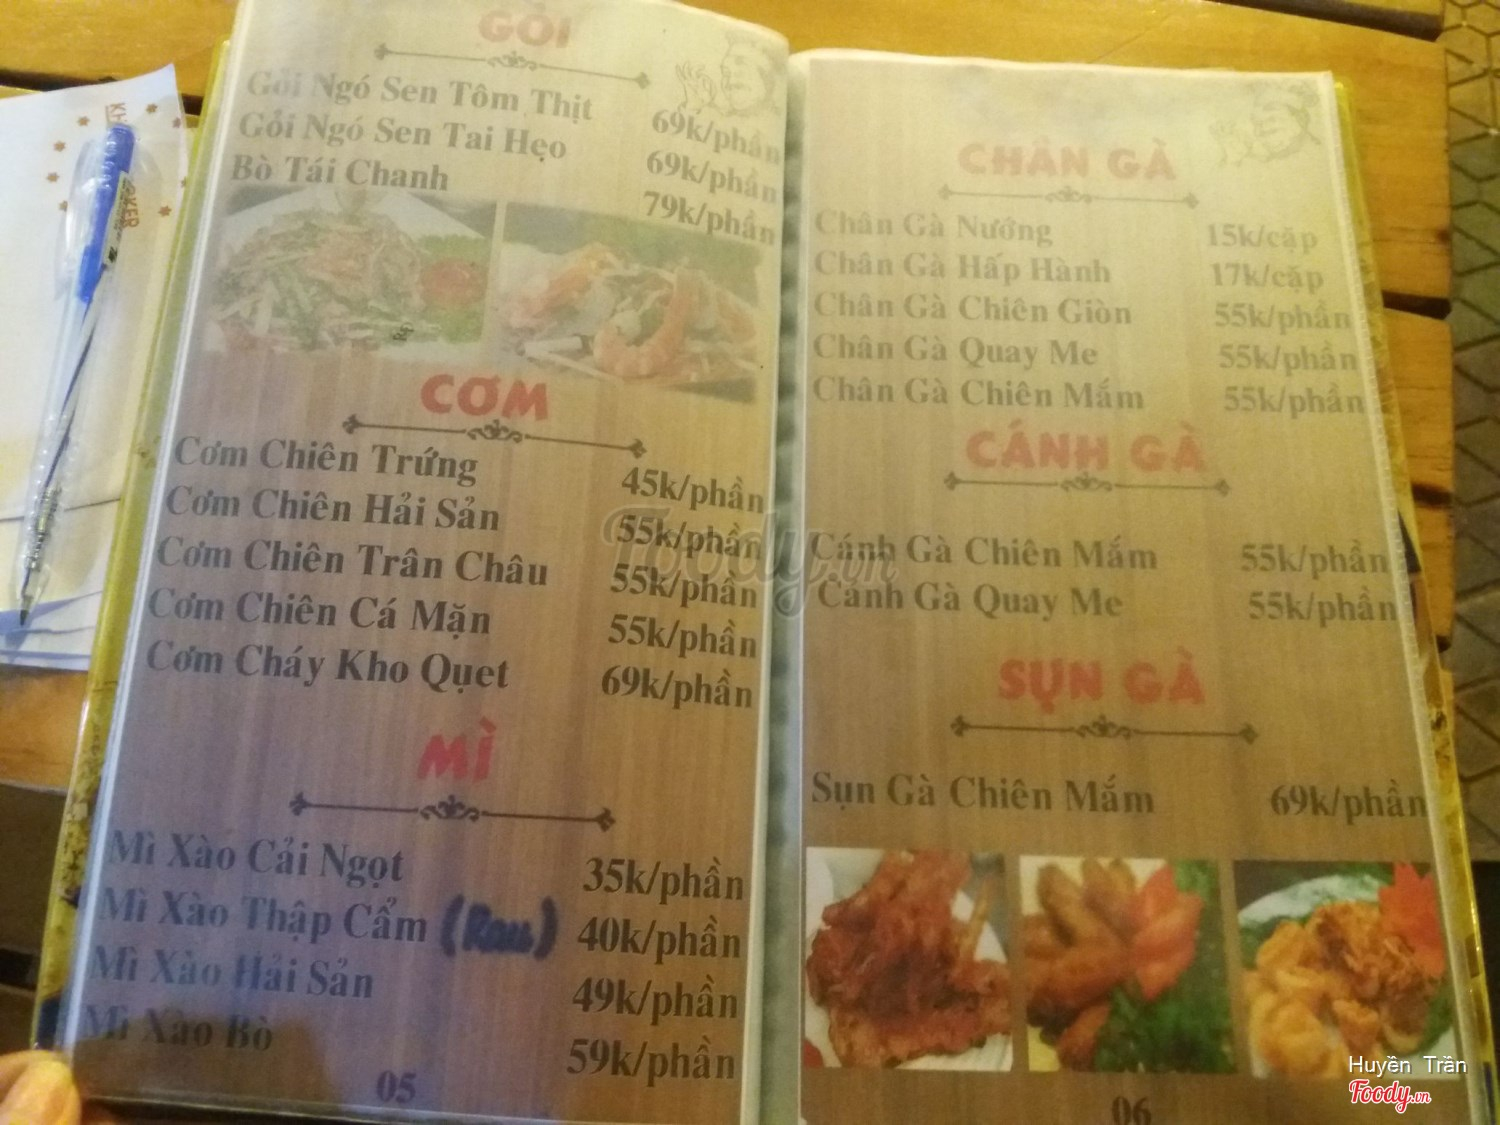 GỎI
Gỏi Ngó Sen Tôm Thịt 69k/phần
Gỏi Ngó Sen Tai Hẹo 69k/phần
Bò Tái Chanh 79k/phần
CƠM
Cơm Chiên Trứng 45k/phần
Cơm Chiên Hải Sản 55k/phần
Cơm Chiên Trân Châu 55k/phần
Cơm Chiên Cá Mặn 55k/phần
Cơm Cháy Kho Quẹt 69k/phần
MÌ
Mì Xào Cải Ngọt 35k/phần
Mì Xào Thập Cẩm (Rau) 40k/phần
Mì Xào Hải Sản 49k/phần
Mì Xào Bò 59k/phần
05
CHÂN GÀ
Chân Gà Nướng 15k/cặp
Chân Gà Hấp Hành 17k/cặp
Chân Gà Chiên Giòn 55k/phần
Chân Gà Quay Me 55k/phần
Chân Gà Chiên Mắm 55k/phần
CÁNH GÀ
Cánh Gà Chiên Mắm 55k/phần
Cánh Gà Quay Me 55k/phần
SỤN GÀ
Sụn Gà Chiên Mắm 69k/phần
06
Foody.vn
Huyền Trần
Foody.vn